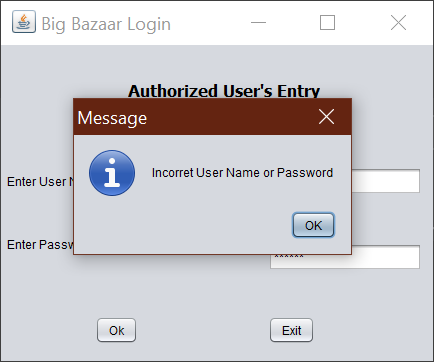 Big Bazaar Login
Authorized User's Entry
Message
Incorret User Name or Password
Enter User N
OK
Enter Passw
******
Ok
Exit